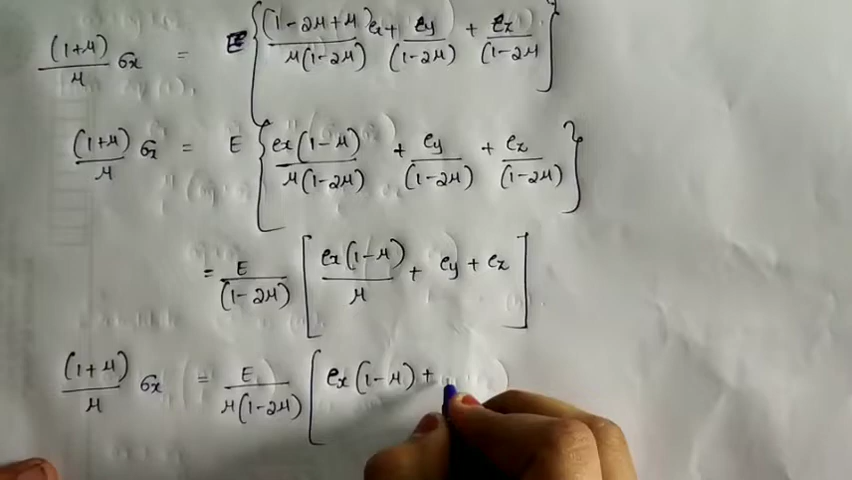 (1+μ)/μ σx = E { (1-2μ+μ)ex/μ(1-2μ) + ey/(1-2μ) + ez/(1-2μ }
(1+μ)/μ σx = E { ex(1-μ)/μ(1-2μ) + ey/(1-2μ) + ez/(1-2μ) }
= E/(1-2μ) [ ex(1-μ)/μ + ey + ez ]
(1+μ)/μ σx = E/μ(1-2μ) [ ex(1-μ) +